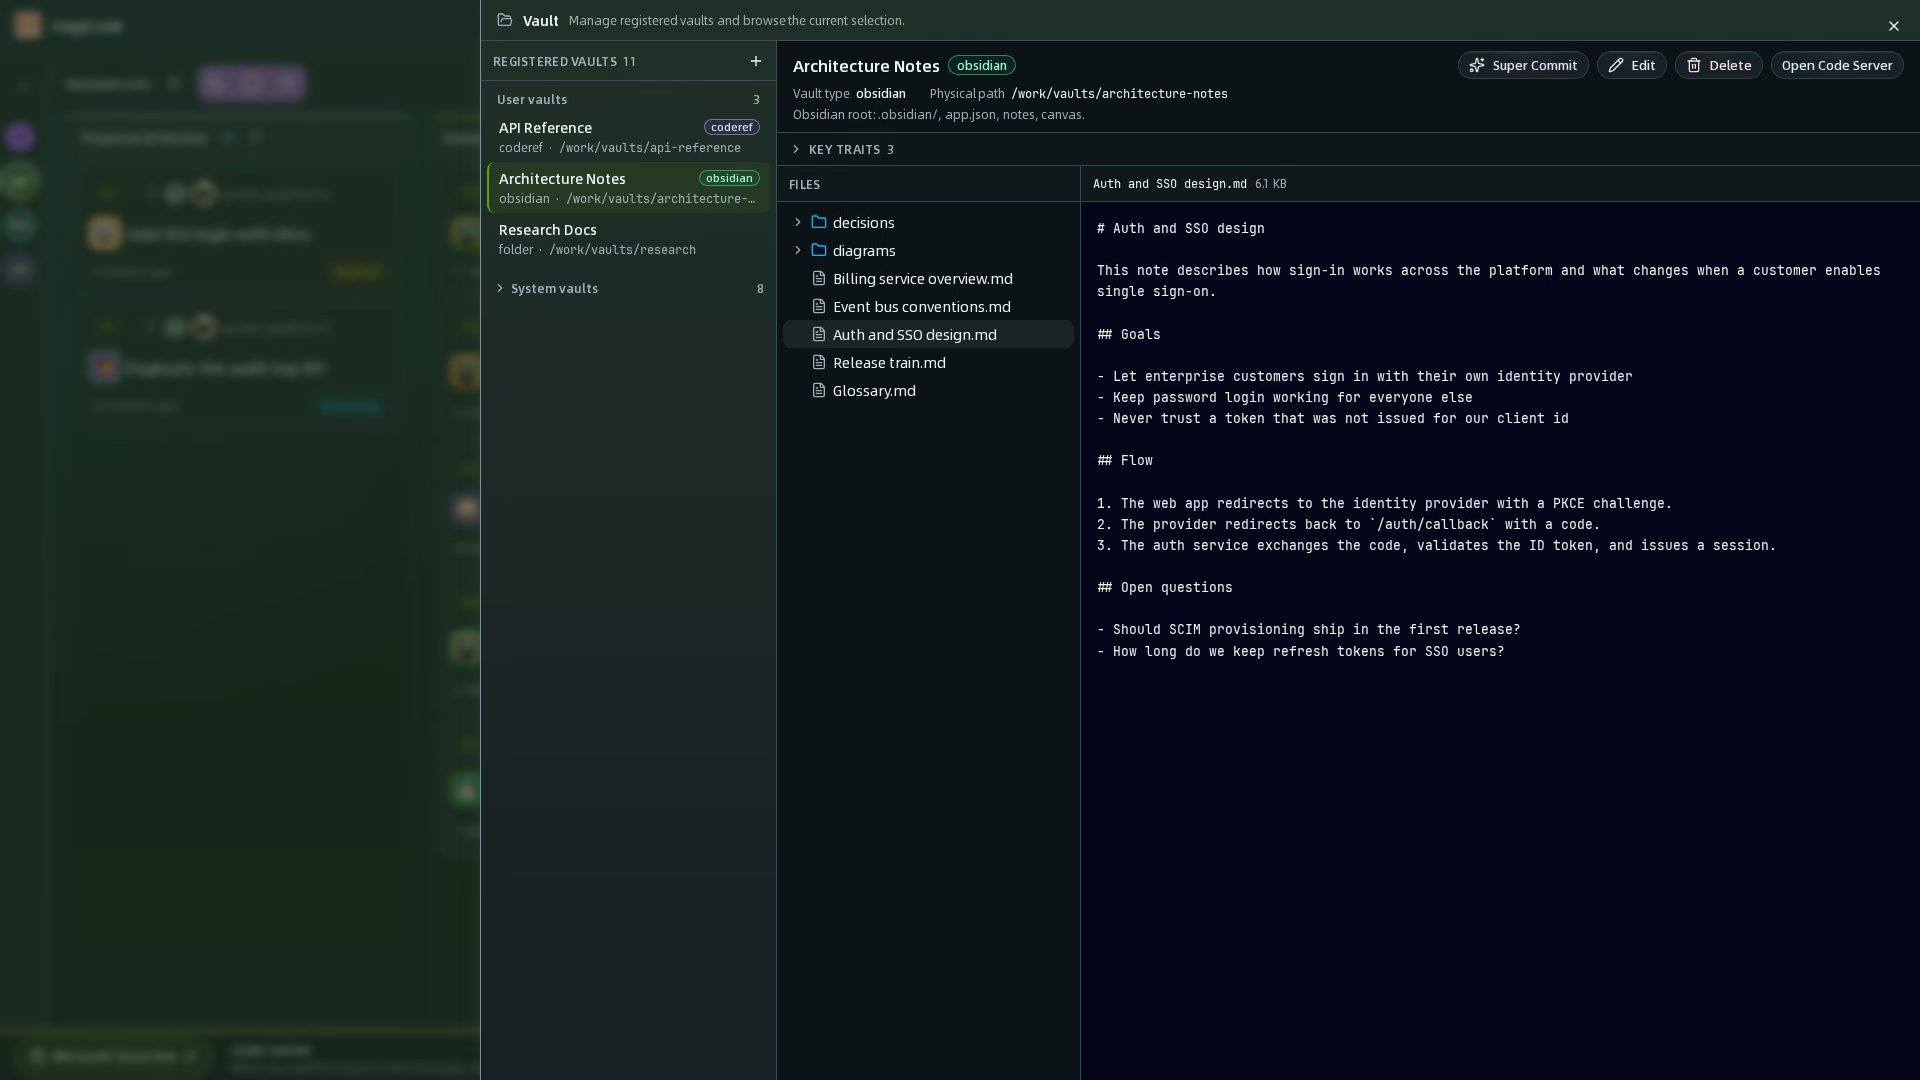 Vault Manage registered vaults and browse the current selection.
REGISTERED VAULTS 11
User vaults 3
API Reference coderef
coderef · /work/vaults/api-reference
Architecture Notes obsidian
obsidian · /work/vaults/architecture-…
Research Docs
folder · /work/vaults/research
System vaults 8
Architecture Notes obsidian
Super Commit Edit Delete Open Code Server
Vault type obsidian Physical path /work/vaults/architecture-notes
Obsidian root: .obsidian/, app.json, notes, canvas.
KEY TRAITS 3
FILES
decisions
diagrams
Billing service overview.md
Event bus conventions.md
Auth and SSO design.md
Release train.md
Glossary.md
Auth and SSO design.md 6.1 KB
# Auth and SSO design
This note describes how sign-in works across the platform and what changes when a customer enables
single sign-on.
## Goals
- Let enterprise customers sign in with their own identity provider
- Keep password login working for everyone else
- Never trust a token that was not issued for our client id
## Flow
1. The web app redirects to the identity provider with a PKCE challenge.
2. The provider redirects back to `/auth/callback` with a code.
3. The auth service exchanges the code, validates the ID token, and issues a session.
## Open questions
- Should SCIM provisioning ship in the first release?
- How long do we keep refresh tokens for SSO users?